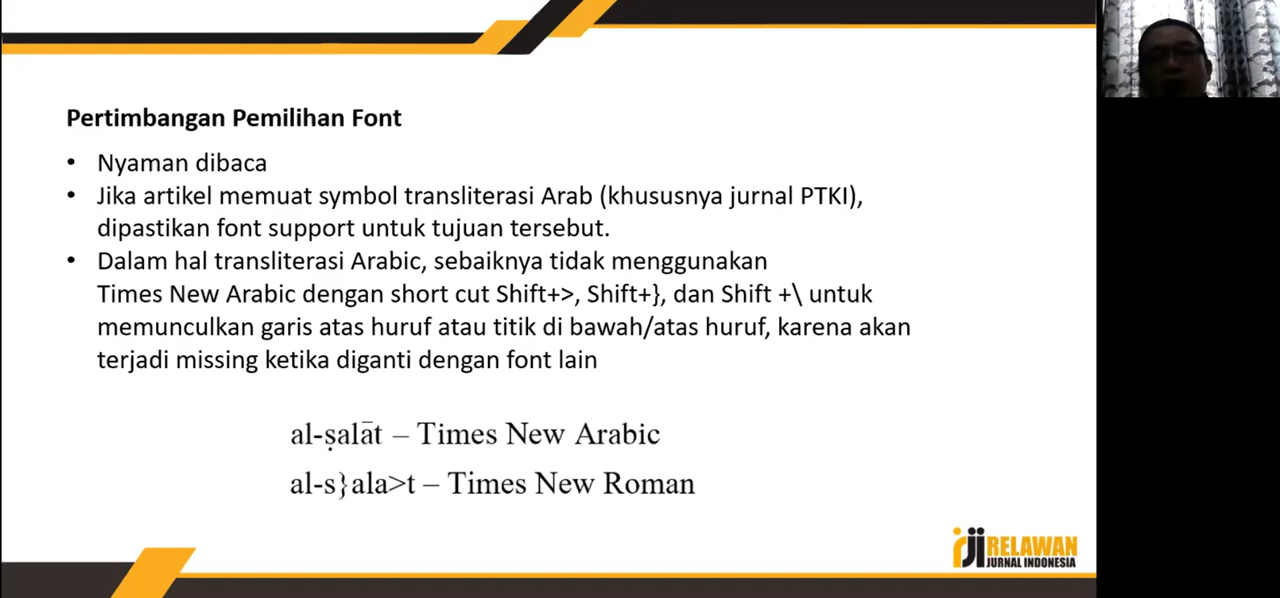 Pertimbangan Pemilihan Font
• Nyaman dibaca
• Jika artikel memuat symbol transliterasi Arab (khususnya jurnal PTKI),
dipastikan font support untuk tujuan tersebut.
• Dalam hal transliterasi Arabic, sebaiknya tidak menggunakan
Times New Arabic dengan short cut Shift+>, Shift+}, dan Shift +\ untuk
memunculkan garis atas huruf atau titik di bawah/atas huruf, karena akan
terjadi missing ketika diganti dengan font lain
al-ṣalāt – Times New Arabic
al-s}ala>t – Times New Roman
rji RELAWAN
JURNAL INDONESIA